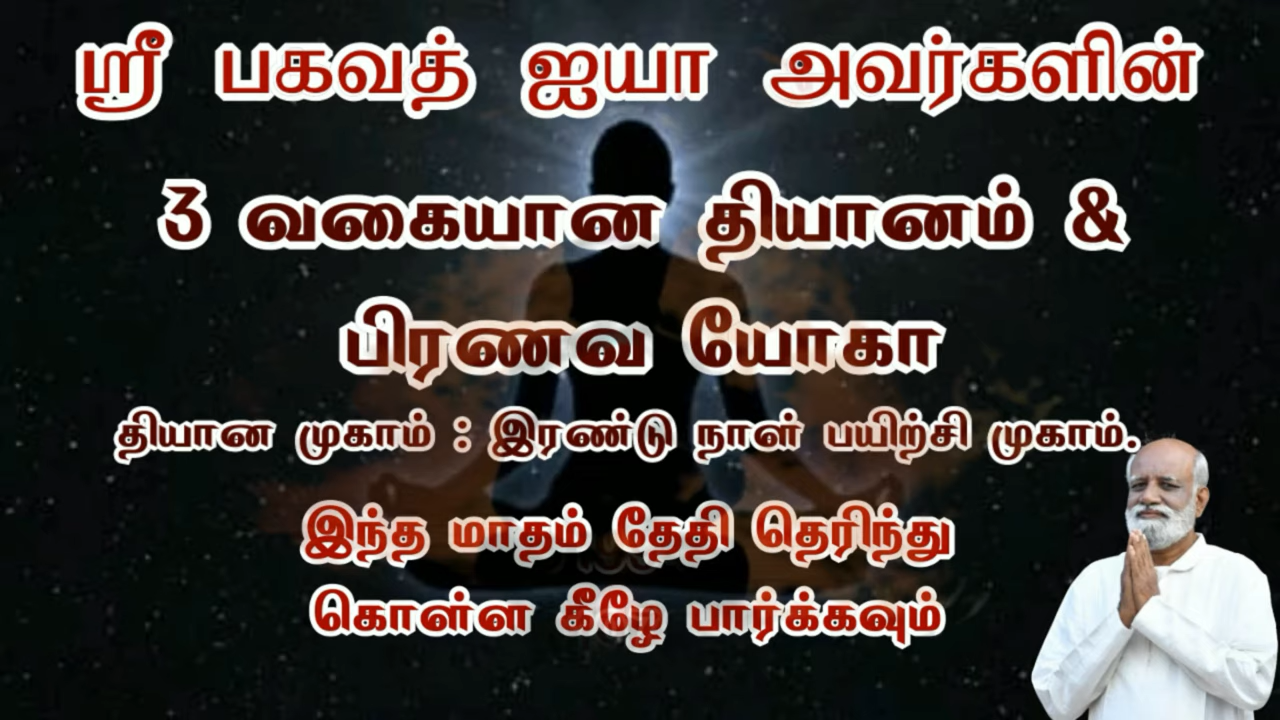 ஸ்ரீ பகவத் ஐயா அவர்களின்
3 வகையான தியானம் &
பிரணவ யோகா
தியான முகாம் : இரண்டு நாள் பயிற்சி முகாம்.
இந்த மாதம் தேதி தெரிந்து
கொள்ள கீழே பார்க்கவும்